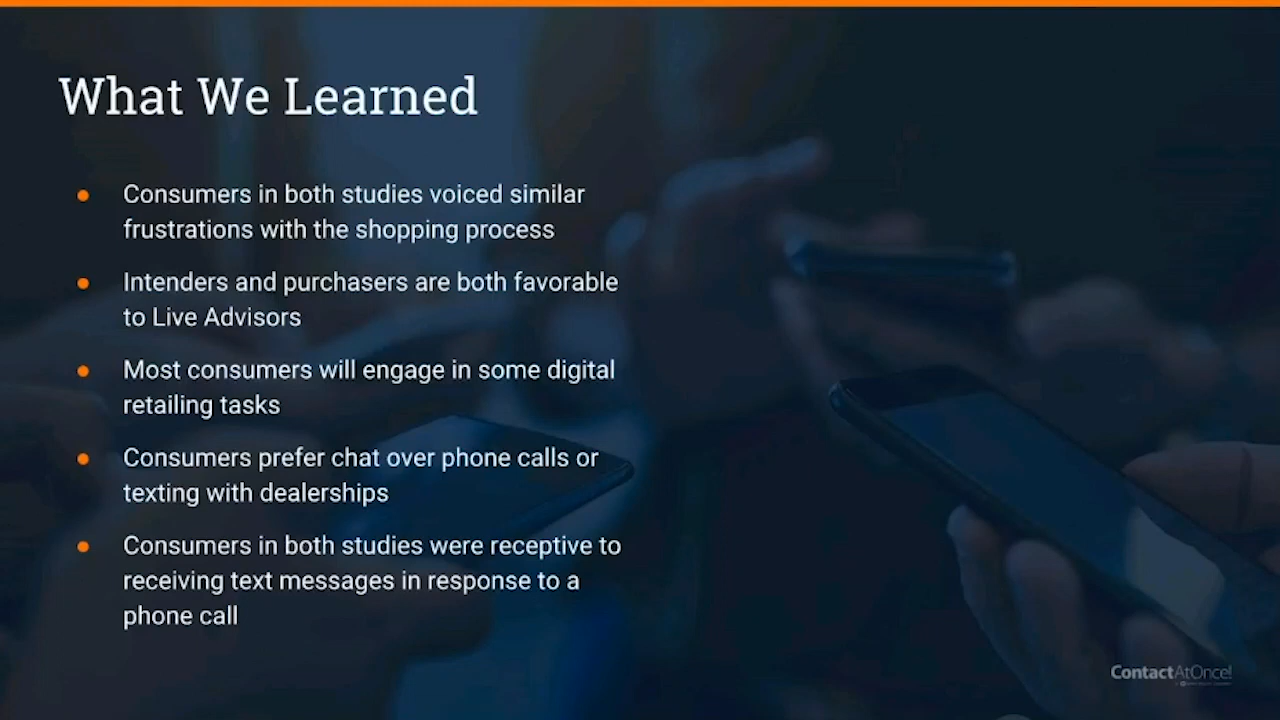 What We Learned
Consumers in both studies voiced similar
frustrations with the shopping process
Intenders and purchasers are both favorable
to Live Advisors
Most consumers will engage in some digital
retailing tasks
Consumers prefer chat over phone calls or
texting with dealerships
Consumers in both studies were receptive to
receiving text messages in response to a
phone call
ContactAtOnce!